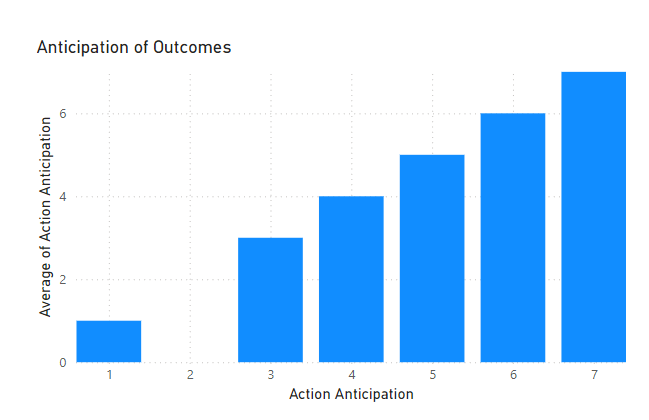 Anticipation of Outcomes
Average of Action Anticipation
6
4
2
0
1 2 3 4 5 6 7
Action Anticipation